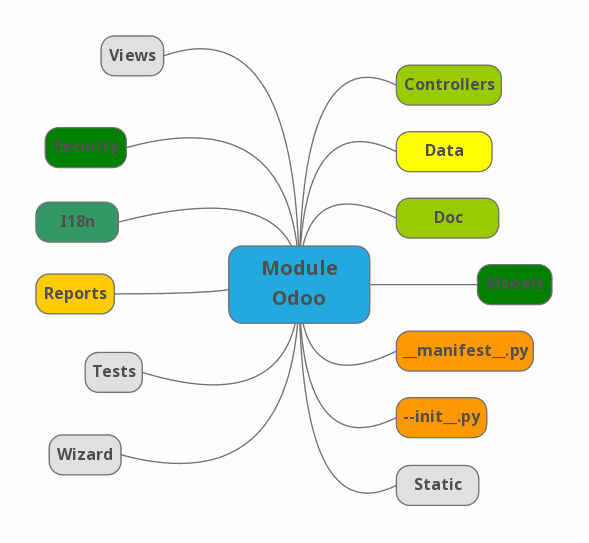 Views
Controllers
Security
Data
I18n
Doc
Module
Odoo
Reports
Models
Tests
__manifest__.py
--init__.py
Wizard
Static